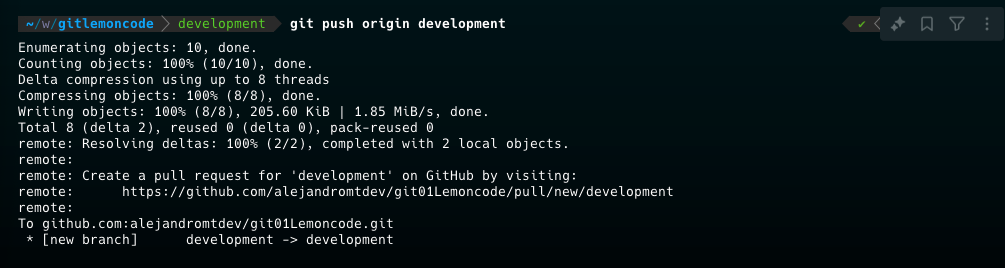 ~/w/gitlemoncode development git push origin development ✔
Enumerating objects: 10, done.
Counting objects: 100% (10/10), done.
Delta compression using up to 8 threads
Compressing objects: 100% (8/8), done.
Writing objects: 100% (8/8), 205.60 KiB | 1.85 MiB/s, done.
Total 8 (delta 2), reused 0 (delta 0), pack-reused 0
remote: Resolving deltas: 100% (2/2), completed with 2 local objects.
remote:
remote: Create a pull request for 'development' on GitHub by visiting:
remote:      https://github.com/alejandromtdev/git01Lemoncode/pull/new/development
remote:
To github.com:alejandromtdev/git01Lemoncode.git
 * [new branch]      development -> development